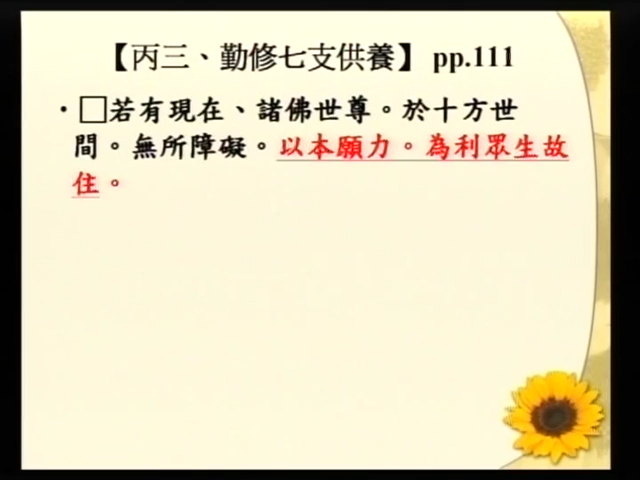 【丙三、勤修七支供養】 pp.111
·□若有現在、諸佛世尊。於十方世
間。無所障礙。以本願力。為利眾生故
住。